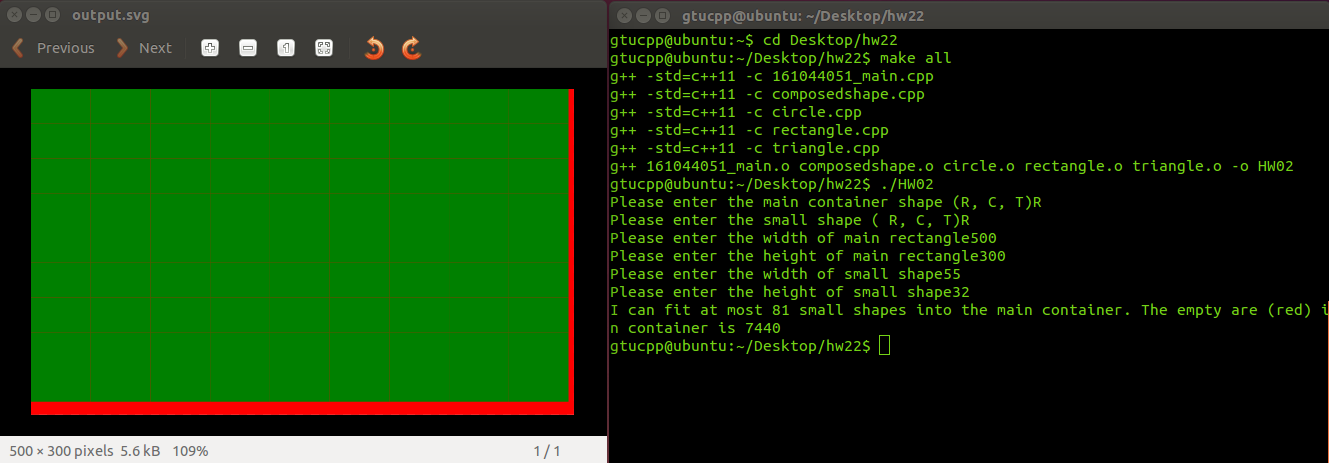 output.svg
Previous Next
500 × 300 pixels 5.6 kB 109% 1 / 1
gtucpp@ubuntu: ~/Desktop/hw22
gtucpp@ubuntu:~$ cd Desktop/hw22
gtucpp@ubuntu:~/Desktop/hw22$ make all
g++ -std=c++11 -c 161044051_main.cpp
g++ -std=c++11 -c composedshape.cpp
g++ -std=c++11 -c circle.cpp
g++ -std=c++11 -c rectangle.cpp
g++ -std=c++11 -c triangle.cpp
g++ 161044051_main.o composedshape.o circle.o rectangle.o triangle.o -o HW02
gtucpp@ubuntu:~/Desktop/hw22$ ./HW02
Please enter the main container shape (R, C, T)R
Please enter the small shape ( R, C, T)R
Please enter the width of main rectangle500
Please enter the height of main rectangle300
Please enter the width of small shape55
Please enter the height of small shape32
I can fit at most 81 small shapes into the main container. The empty are (red) i
n container is 7440
gtucpp@ubuntu:~/Desktop/hw22$